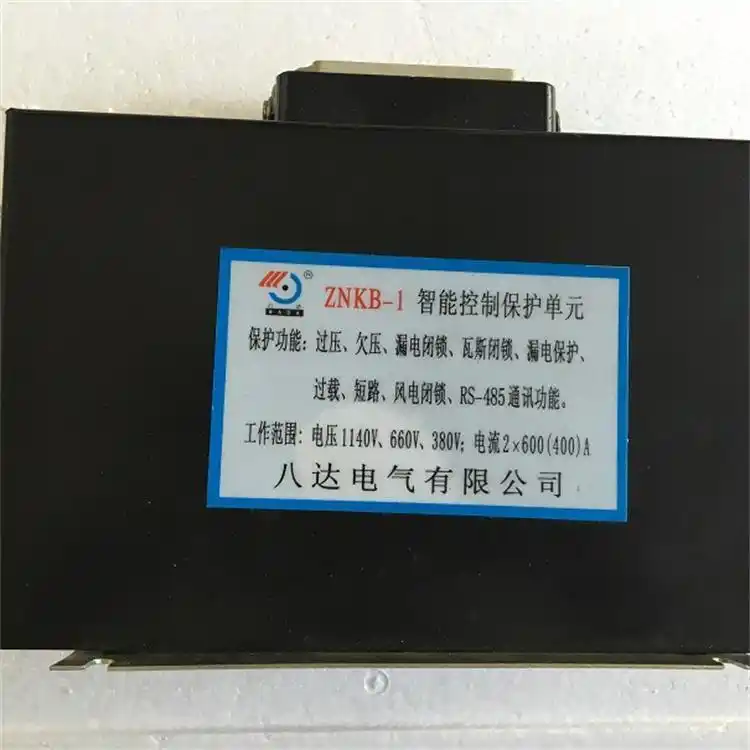 ZNKB-1 智能控制保护单元
保护功能：过压、欠压、漏电闭锁、瓦斯闭锁、漏电保护、
过载、短路、风电闭锁、RS-485通讯功能。
工作范围：电压1140V、660V、380V；电流2×600(400)A
八达电气有限公司